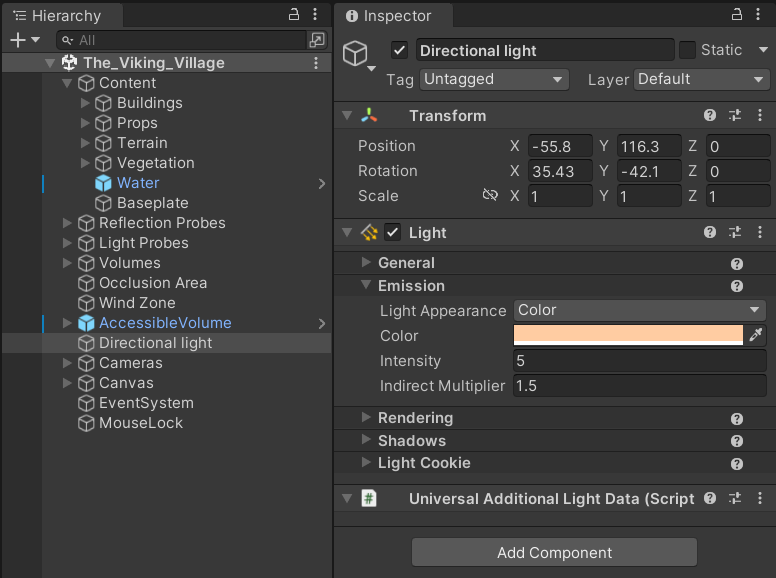 Hierarchy
All
The_Viking_Village
Content
Buildings
Props
Terrain
Vegetation
Water
Baseplate
Reflection Probes
Light Probes
Volumes
Occlusion Area
Wind Zone
AccessibleVolume
Directional light
Cameras
Canvas
EventSystem
MouseLock
Inspector
Directional light Static
Tag Untagged Layer Default
Transform
Position X -55.8 Y 116.3 Z 0
Rotation X 35.43 Y -42.1 Z 0
Scale X 1 Y 1 Z 1
Light
General
Emission
Light Appearance Color
Color
Intensity 5
Indirect Multiplier 1.5
Rendering
Shadows
Light Cookie
# Universal Additional Light Data (Script
Add Component